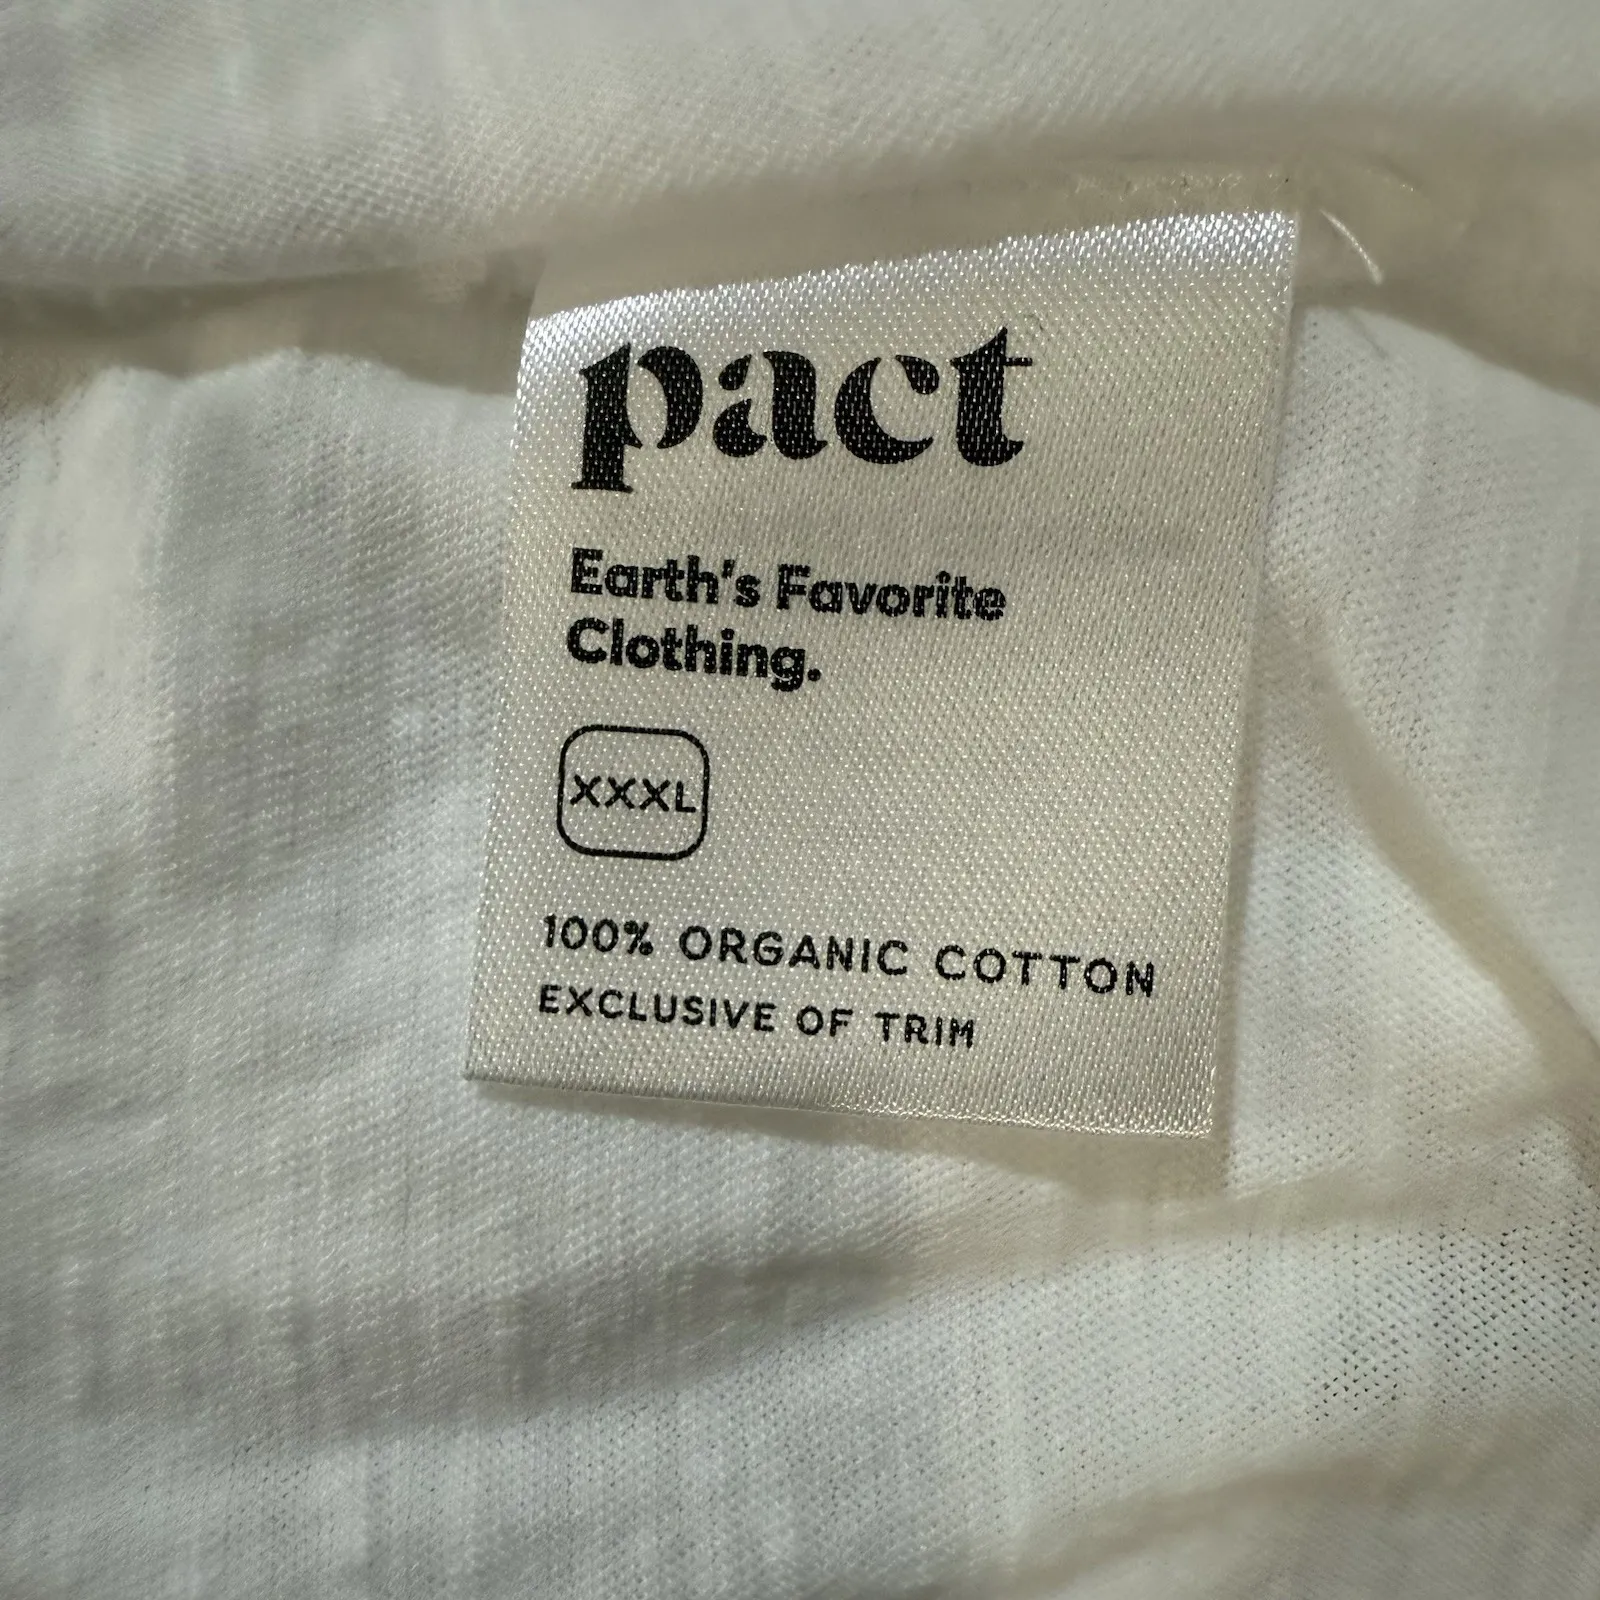 pact
Earth's Favorite
Clothing.
XXXL
100% ORGANIC COTTON
EXCLUSIVE OF TRIM